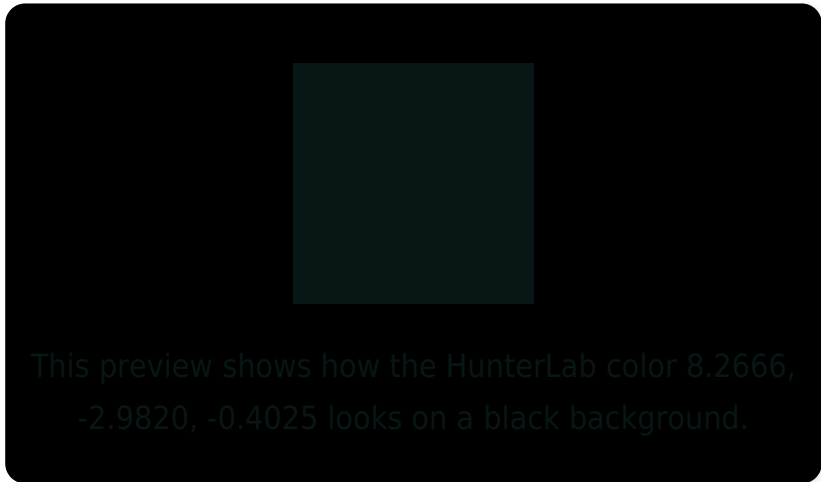 This preview shows how the HunterLab color 8.2666,
-2.9820, -0.4025 looks on a black background.